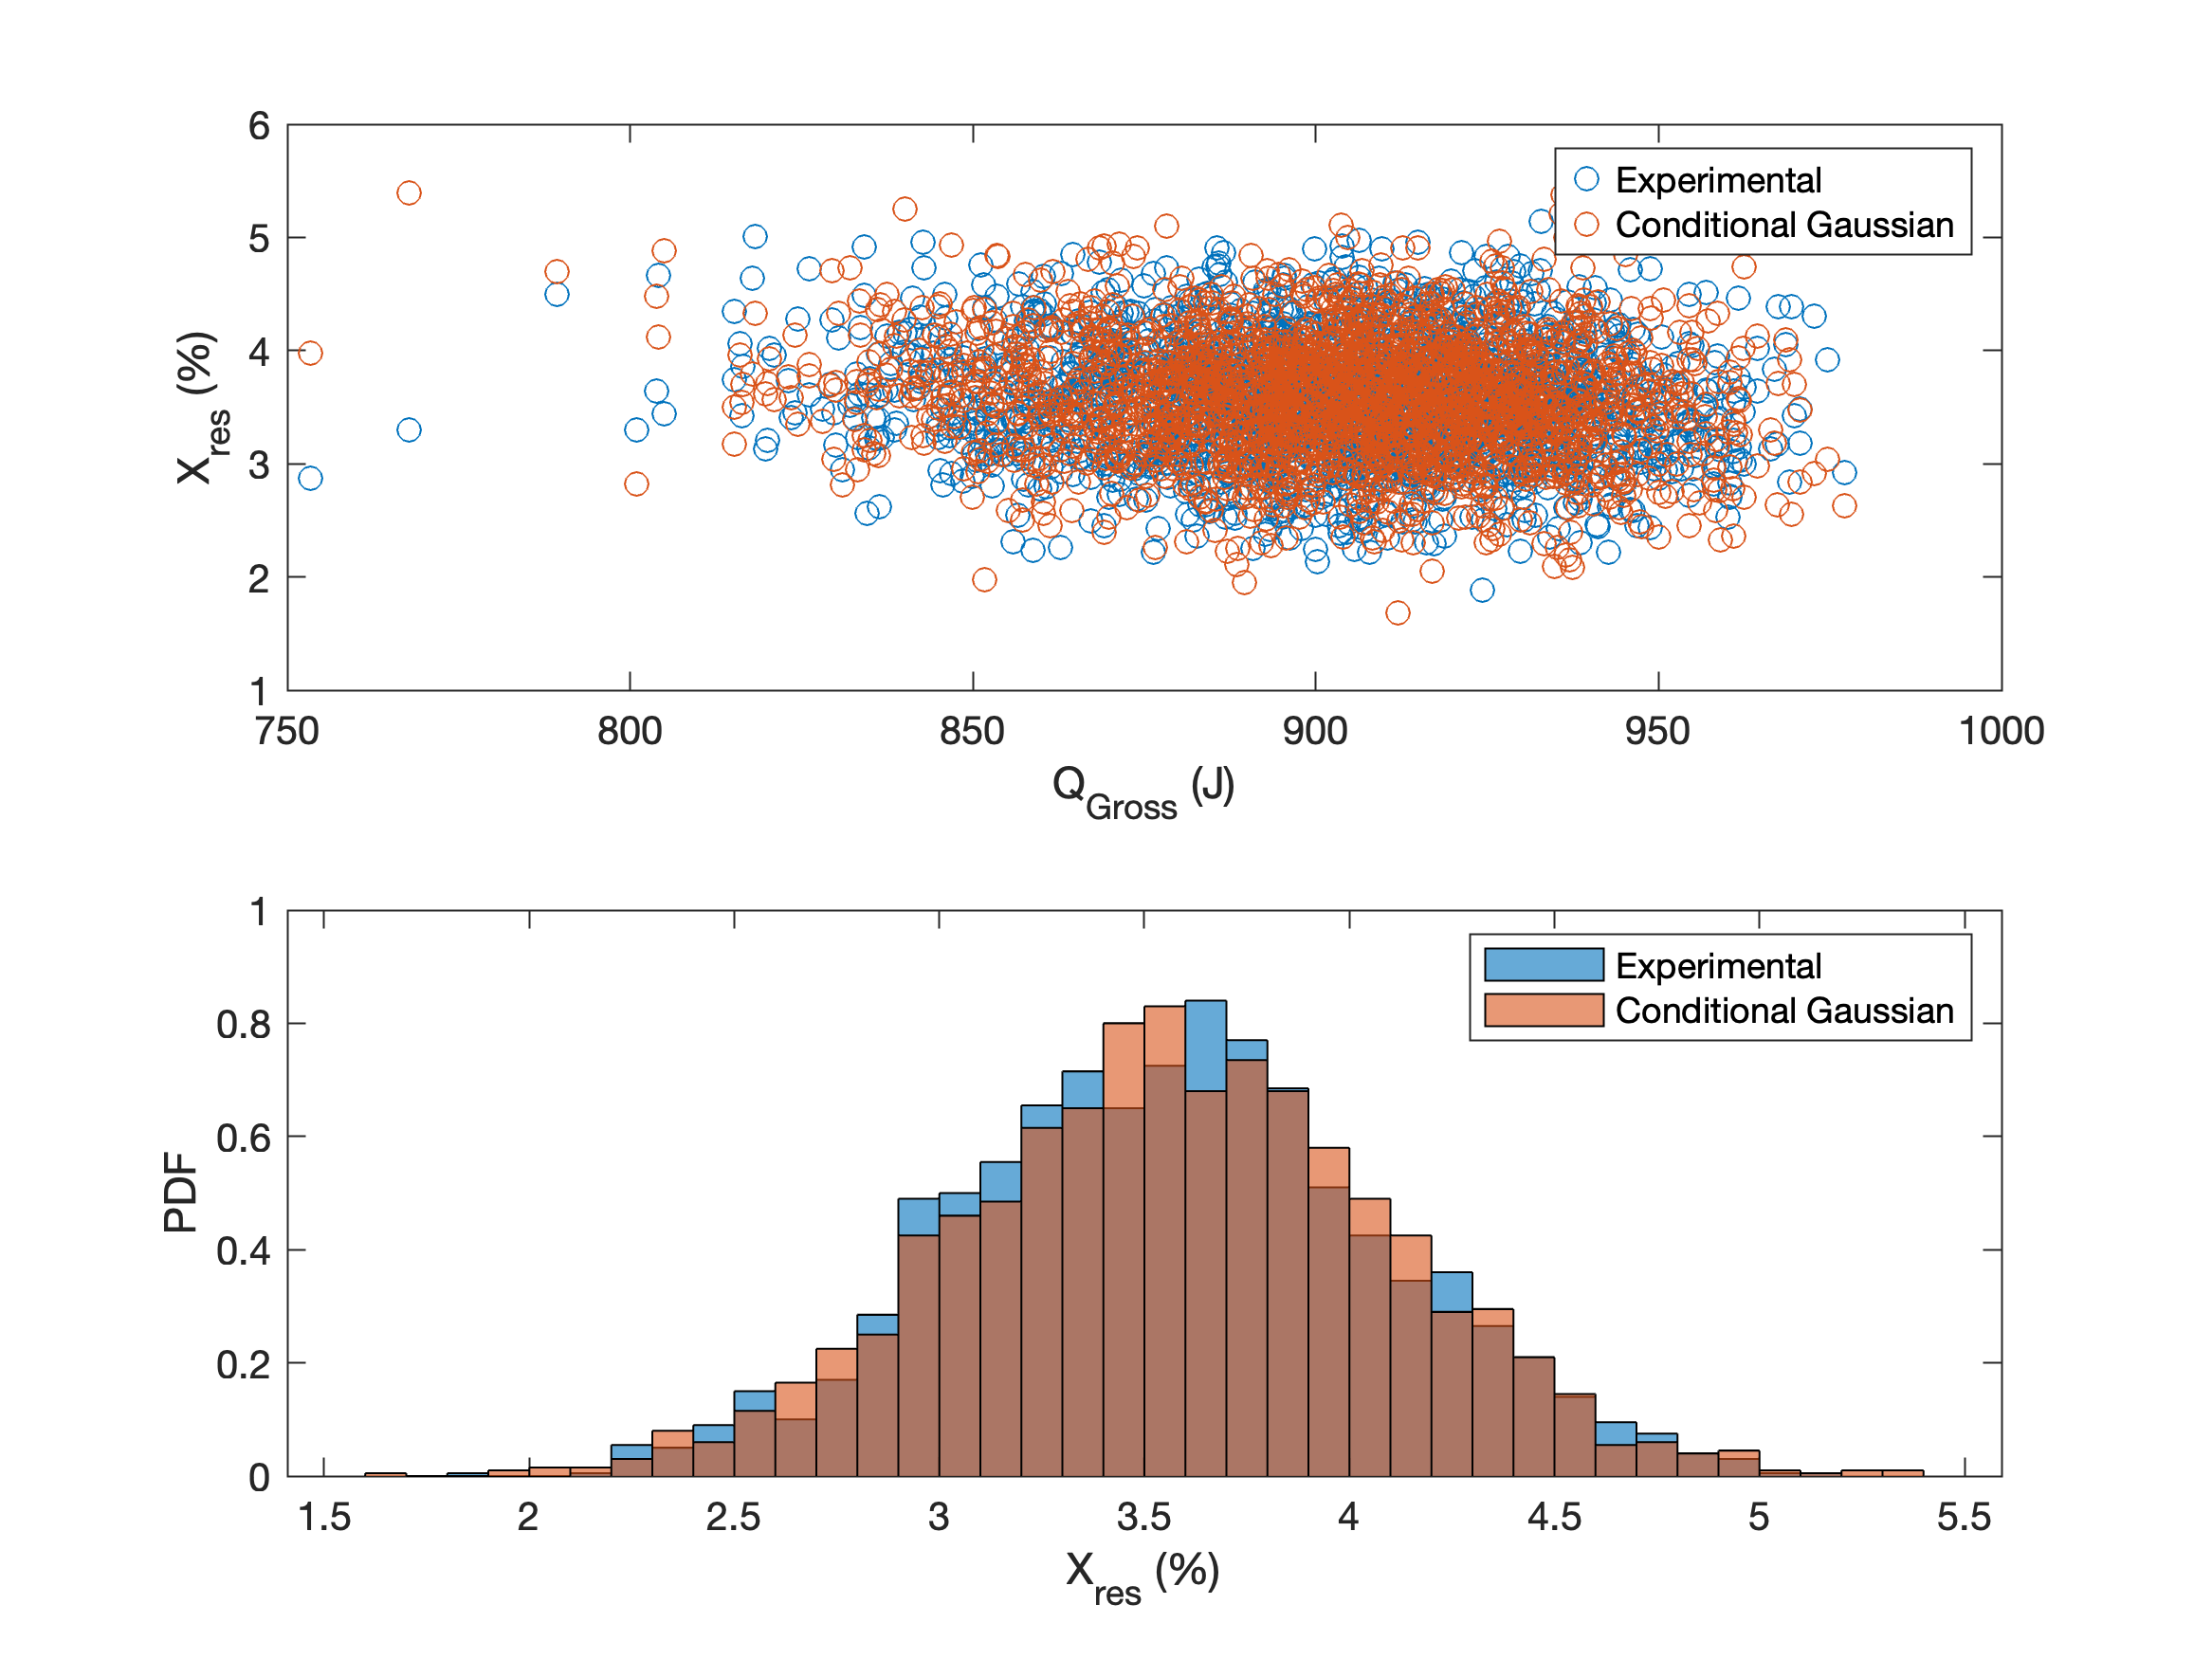 6
5
4
3
2
1
X_res (%)
Experimental
Conditional Gaussian
750 800 850 900 950 1000
Q_Gross (J)
1
0.8
0.6
0.4
0.2
0
PDF
Experimental
Conditional Gaussian
1.5 2 2.5 3 3.5 4 4.5 5 5.5
X_res (%)